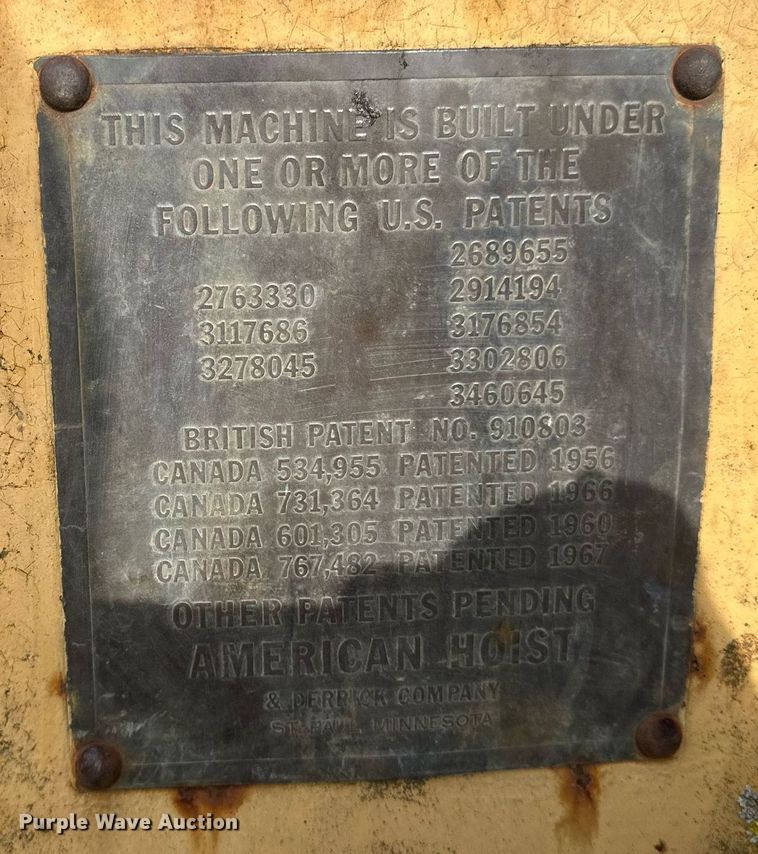 THIS MACHINE IS BUILT UNDER
ONE OR MORE OF THE
FOLLOWING U.S. PATENTS
2689655
2763330 2914194
3117686 3176854
3278045 3302806
3460645
BRITISH PATENT NO. 910803
CANADA 534,955 PATENTED 1956
CANADA 731,364 PATENTED 1966
CANADA 601,305 PATENTED 1960
CANADA 767,482 PATENTED 1967
OTHER PATENTS PENDING
AMERICAN HOIST
& DERRICK COMPANY
ST. PAUL, MINNESOTA
Purple Wave Auction